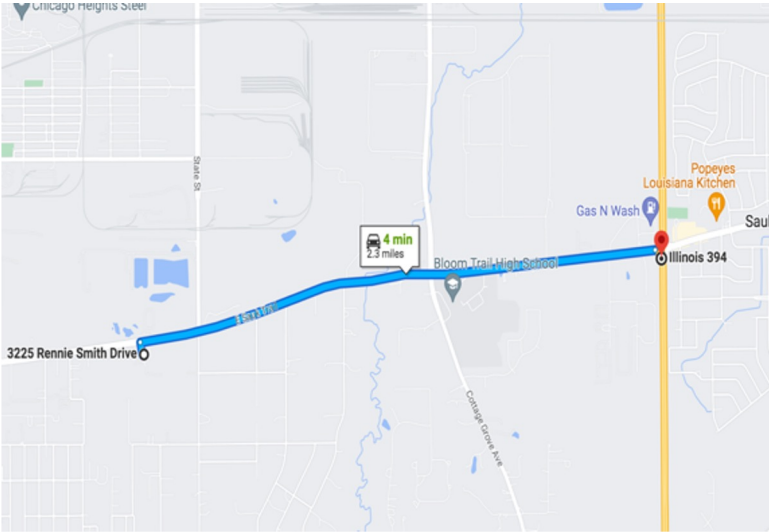 Chicago Heights Steel
State St
Popeyes
Louisiana Kitchen
Gas N Wash
Sau
4 min
2.3 miles
Bloom Trail High School
Illinois 394
3225 Rennie Smith Drive
Cottage Grove Ave